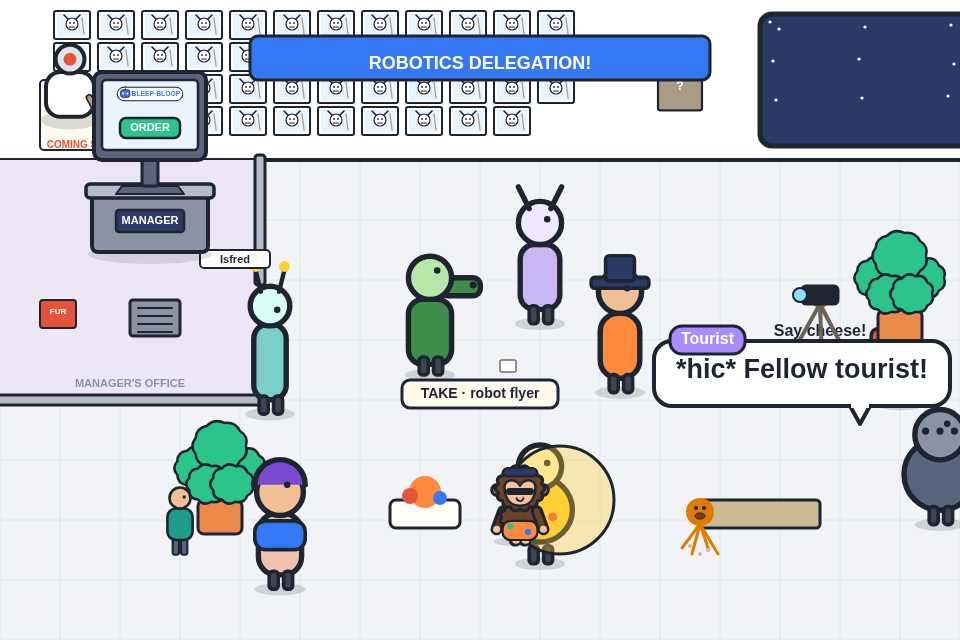 ROBOTICS DELEGATION!
?
BLEEP·BLOOP
ORDER
COMING
MANAGER
Isfred
FUR
MANAGER'S OFFICE
Say cheese!
Tourist
*hic* Fellow tourist!
TAKE · robot flyer